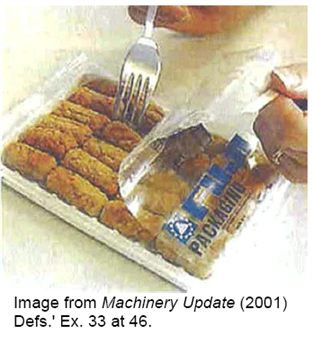 PACKAGING
Image from Machinery Update (2001)
Defs.' Ex. 33 at 46.